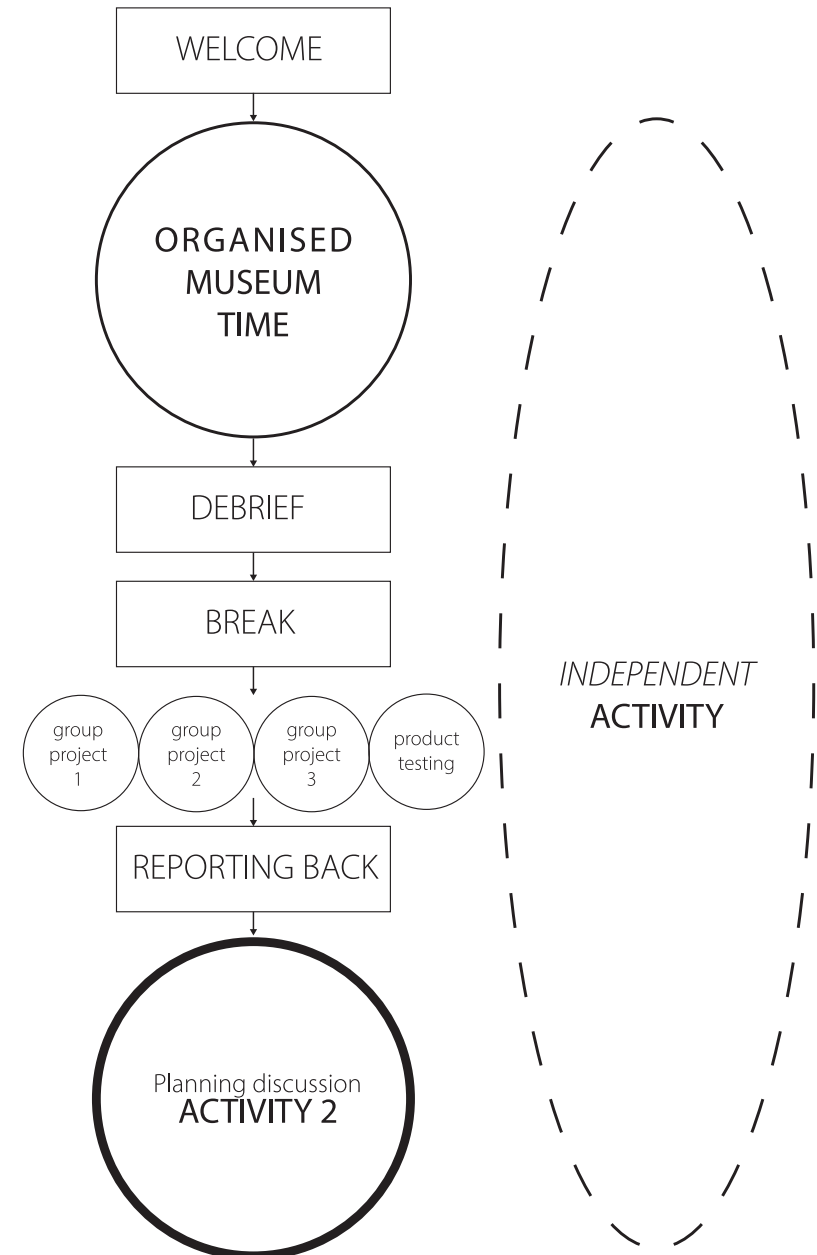 WELCOME
ORGANISED
MUSEUM
TIME
DEBRIEF
BREAK
group
project
1
group
project
2
group
project
3
product
testing
REPORTING BACK
Planning discussion
ACTIVITY 2
INDEPENDENT
ACTIVITY